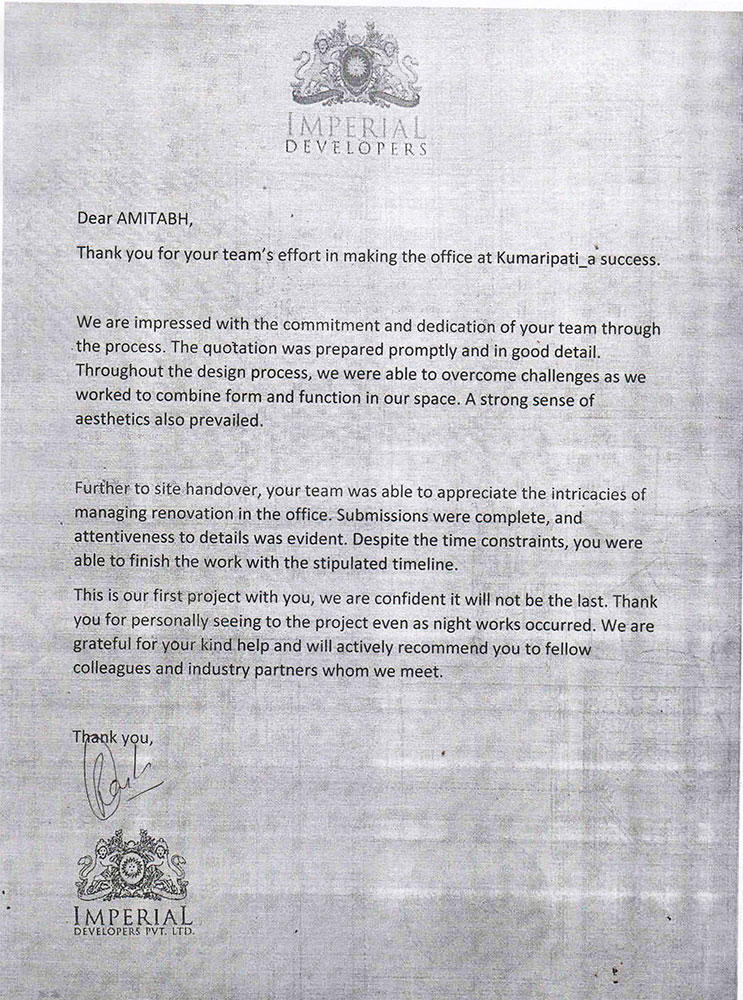 IMPERIAL
DEVELOPERS
Dear AMITABH,
Thank you for your team's effort in making the office at Kumaripati_a success.
We are impressed with the commitment and dedication of your team through
the process. The quotation was prepared promptly and in good detail.
Throughout the design process, we were able to overcome challenges as we
worked to combine form and function in our space. A strong sense of
aesthetics also prevailed.
Further to site handover, your team was able to appreciate the intricacies of
managing renovation in the office. Submissions were complete, and
attentiveness to details was evident. Despite the time constraints, you were
able to finish the work with the stipulated timeline.
This is our first project with you, we are confident it will not be the last. Thank
you for personally seeing to the project even as night works occurred. We are
grateful for your kind help and will actively recommend you to fellow
colleagues and industry partners whom we meet.
Thank you,
IMPERIAL
DEVELOPERS PVT. LTD.